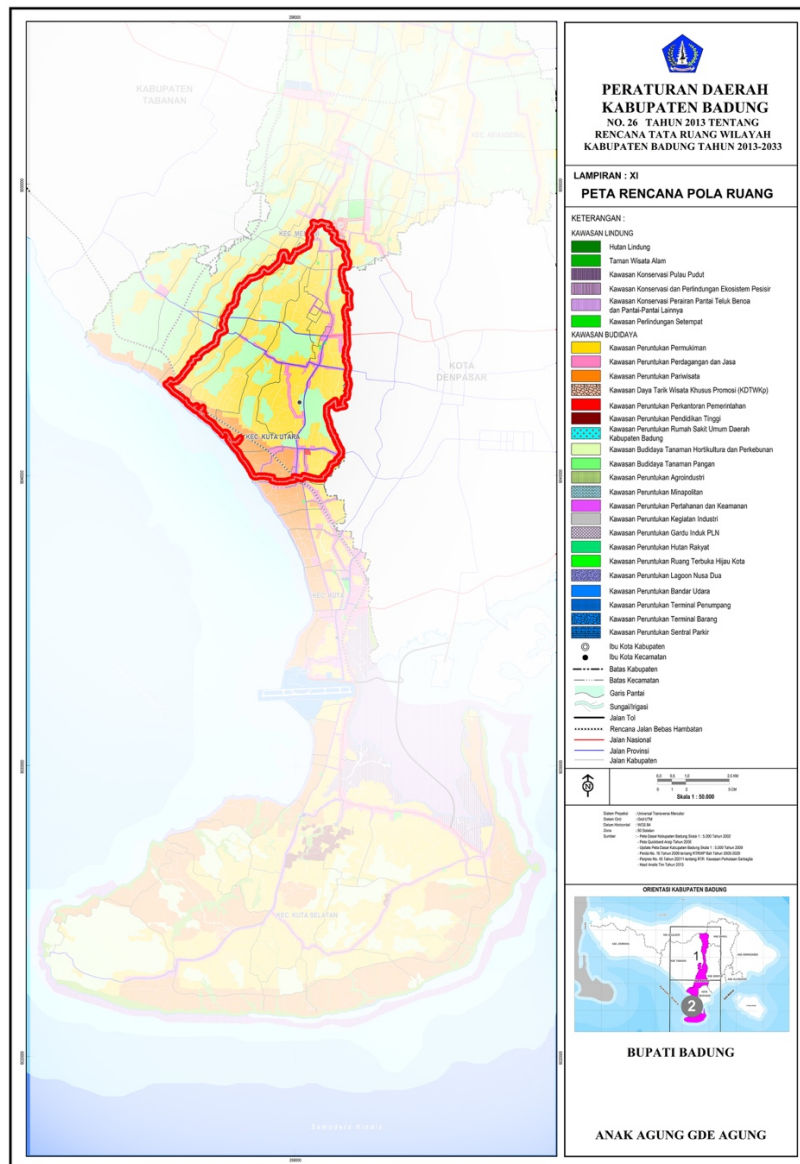 PERATURAN DAERAH
KABUPATEN BADUNG
NO. 26 TAHUN 2013 TENTANG
RENCANA TATA RUANG WILAYAH
KABUPATEN BADUNG TAHUN 2013-2033
LAMPIRAN : XI
PETA RENCANA POLA RUANG
KETERANGAN :
KAWASAN LINDUNG
Hutan Lindung
Taman Wisata Alam
Kawasan Konservasi Pulau Pudut
Kawasan Konservasi dan Perlindungan Ekosistem Pesisir
Kawasan Konservasi Perairan Pantai Teluk Benoa
dan Pantai-Pantai Lainnya
Kawasan Perlindungan Setempat
KAWASAN BUDIDAYA
Kawasan Peruntukan Permukiman
Kawasan Peruntukan Perdagangan dan Jasa
Kawasan Peruntukan Pariwisata
Kawasan Daya Tarik Wisata Khusus Promosi (KDTWKp)
Kawasan Peruntukan Perkantoran Pemerintahan
Kawasan Peruntukan Pendidikan Tinggi
Kawasan Peruntukan Rumah Sakit Umum Daerah
Kabupaten Badung
Kawasan Budidaya Tanaman Hortikultura dan Perkebunan
Kawasan Budidaya Tanaman Pangan
Kawasan Peruntukan Agroindustri
Kawasan Peruntukan Minapolitan
Kawasan Peruntukan Pertahanan dan Keamanan
Kawasan Peruntukan Kegiatan Industri
Kawasan Peruntukan Gardu Induk PLN
Kawasan Peruntukan Hutan Rakyat
Kawasan Peruntukan Ruang Terbuka Hijau Kota
Kawasan Peruntukan Lagoon Nusa Dua
Kawasan Peruntukan Bandar Udara
Kawasan Peruntukan Terminal Penumpang
Kawasan Peruntukan Terminal Barang
Kawasan Peruntukan Sentral Parkir
Ibu Kota Kabupaten
Ibu Kota Kecamatan
Batas Kabupaten
Batas Kecamatan
Garis Pantai
Sungai/Irigasi
Jalan Tol
Rencana Jalan Bebas Hambatan
Jalan Nasional
Jalan Provinsi
Jalan Kabupaten
N
Skala 1 : 50.000
ORIENTASI KABUPATEN BADUNG
1
2
BUPATI BADUNG
ANAK AGUNG GDE AGUNG
KABUPATEN
TABANAN
KOTA
DENPASAR
KEC. KUTA UTARA
KEC. KUTA
KEC. KUTA SELATAN